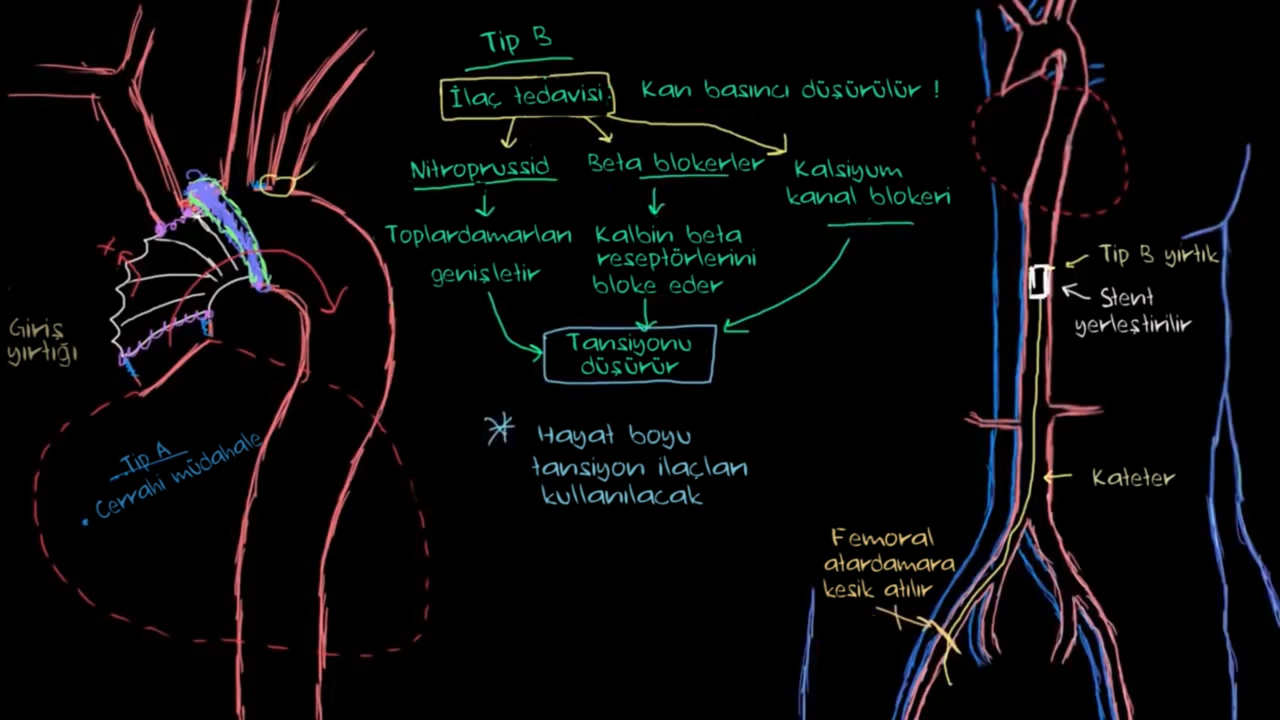 Tip B
İlaç tedavisi
Kan basıncı düşürülür !
Nitroprussid
Beta blokerler
Kalsiyum
kanal blokeri
Toplardamarları
genişletir
Kalbin beta
reseptörlerini
bloke eder
Tansiyonu
düşürür
* Hayat boyu
tansiyon ilaçları
kullanılacak
Giriş
yırtığı
Tip A
• Cerrahi müdahale
Tip B yırtık
Stent
yerleştirilir
Kateter
Femoral
atardamara
kesik atılır